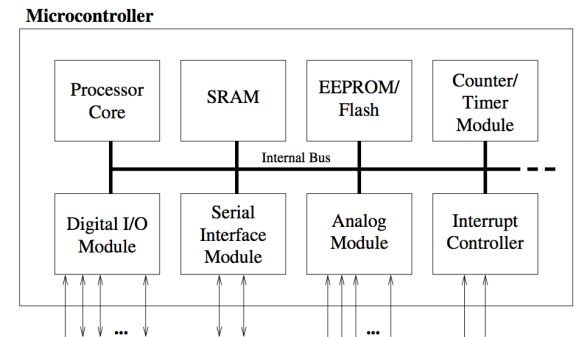 Microcontroller
Processor
Core
SRAM
EEPROM/
Flash
Counter/
Timer
Module
Internal Bus
Digital I/O
Module
Serial
Interface
Module
Analog
Module
Interrupt
Controller
...
...